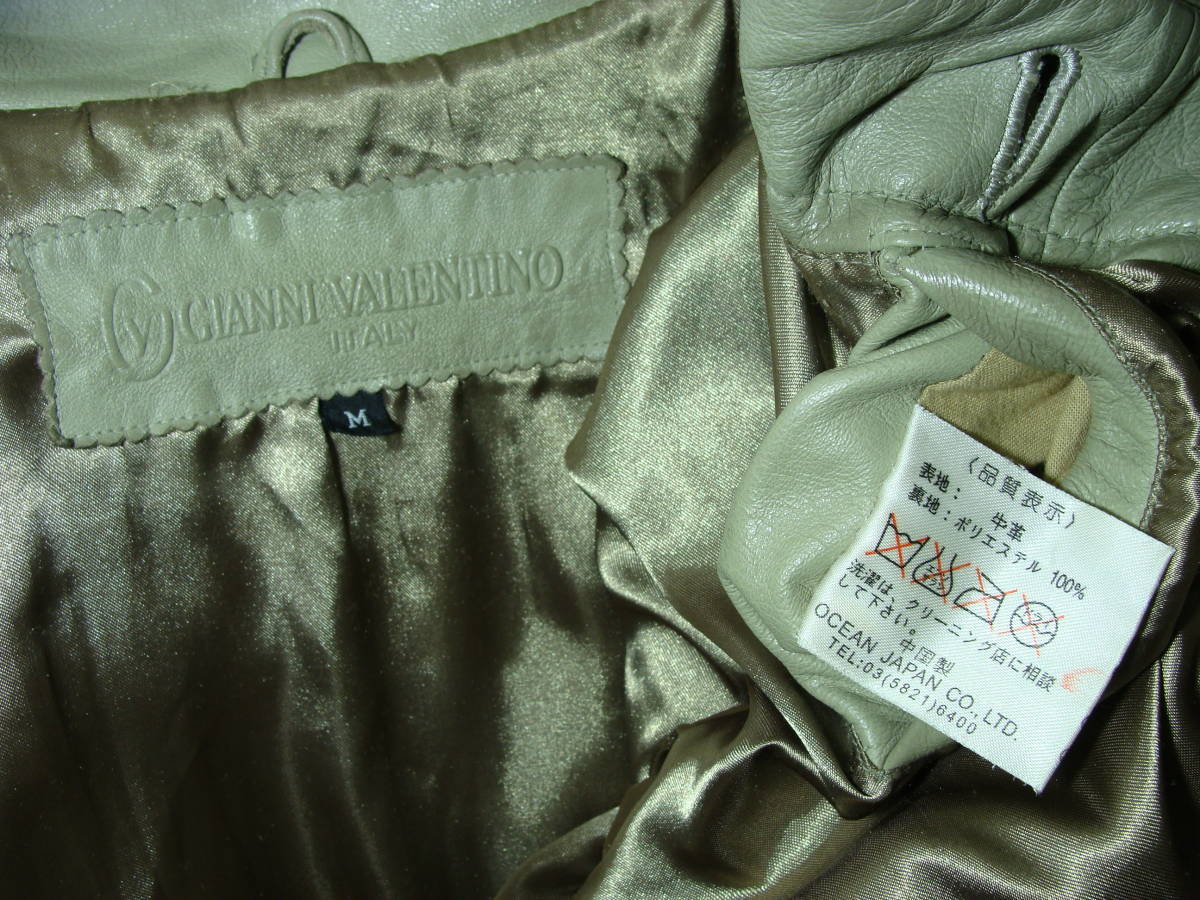 GV GIANNI VALENTINO
ITALY
M
〈品質表示〉
表地： 牛革
裏地：ポリエステル 100%
洗濯は、クリーニング店に相談
して下さい。
中国製
OCEAN JAPAN CO., LTD.
TEL:03(5821)6400